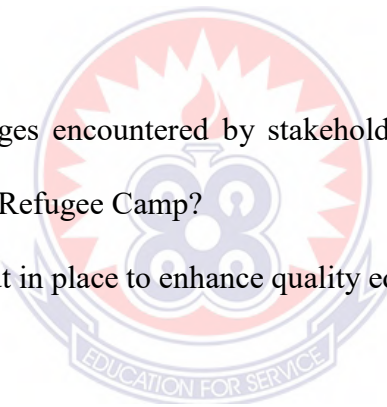 ges encountered by stakehold
Refugee Camp?
t in place to enhance quality ed
EDUCATION FOR SERVICE